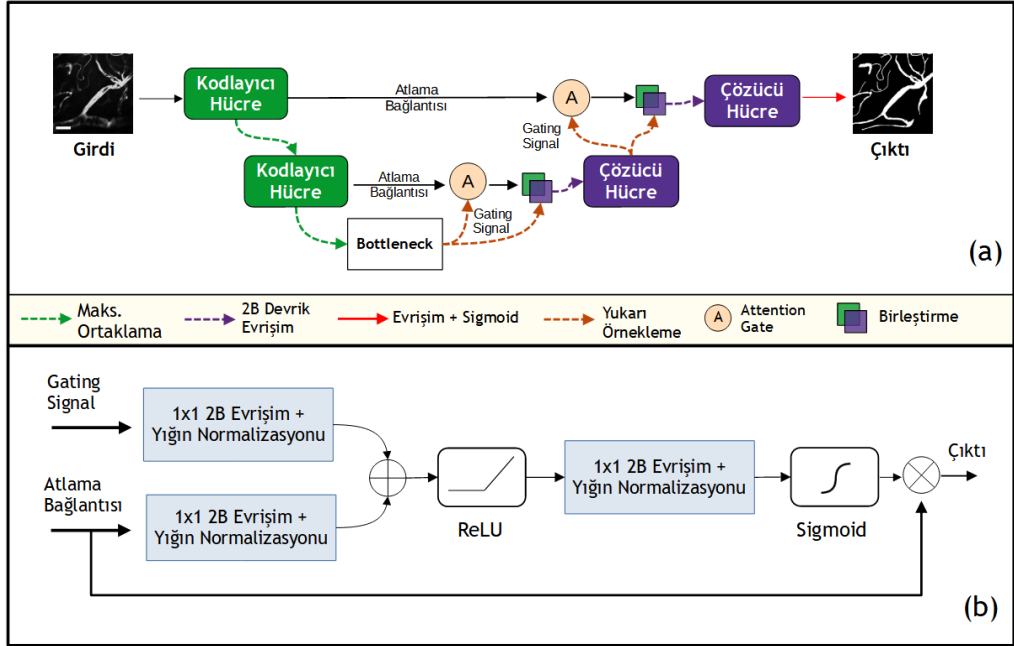 Girdi
Kodlayıcı
Hücre
Atlama
Bağlantısı
A
Gating
Signal
Çözücü
Hücre
Çıktı
Kodlayıcı
Hücre
Atlama
Bağlantısı
A
Gating
Signal
Çözücü
Hücre
Bottleneck
(a)
Maks.
Ortaklama
2B Devrik
Evrişim
Evrişim + Sigmoid
Yukarı
Örnekleme
A
Attention
Gate
Birleştirme
Gating
Signal
1x1 2B Evrişim +
Yığın Normalizasyonu
Atlama
Bağlantısı
1x1 2B Evrişim +
Yığın Normalizasyonu
ReLU
1x1 2B Evrişim +
Yığın Normalizasyonu
Sigmoid
Çıktı
(b)